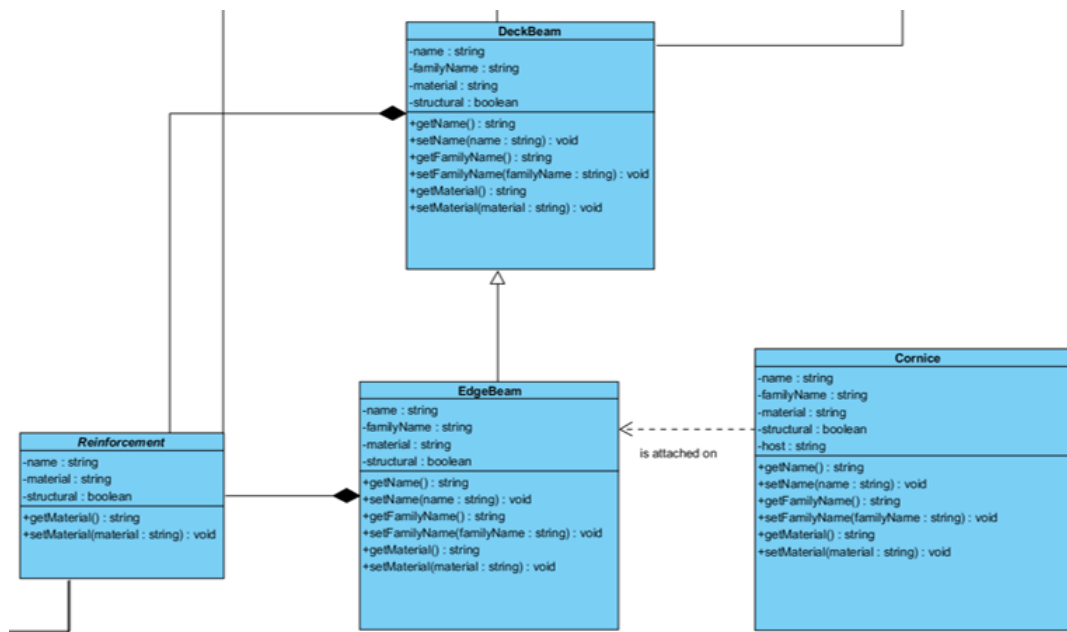 DeckBeam
-name : string
-familyName : string
-material : string
-structural : boolean
+getName() : string
+setName(name : string) : void
+getFamilyName() : string
+setFamilyName(familyName : string) : void
+getMaterial() : string
+setMaterial(material : string) : void
Reinforcement
-name : string
-material : string
-structural : boolean
+getMaterial() : string
+setMaterial(material : string) : void
EdgeBeam
-name : string
-familyName : string
-material : string
-structural : boolean
+getName() : string
+setName(name : string) : void
+getFamilyName() : string
+setFamilyName(familyName : string) : void
+getMaterial() : string
+setMaterial(material : string) : void
is attached on
Cornice
-name : string
-familyName : string
-material : string
-structural : boolean
-host : string
+getName() : string
+setName(name : string) : void
+getFamilyName() : string
+setFamilyName(familyName : string) : void
+getMaterial() : string
+setMaterial(material : string) : void